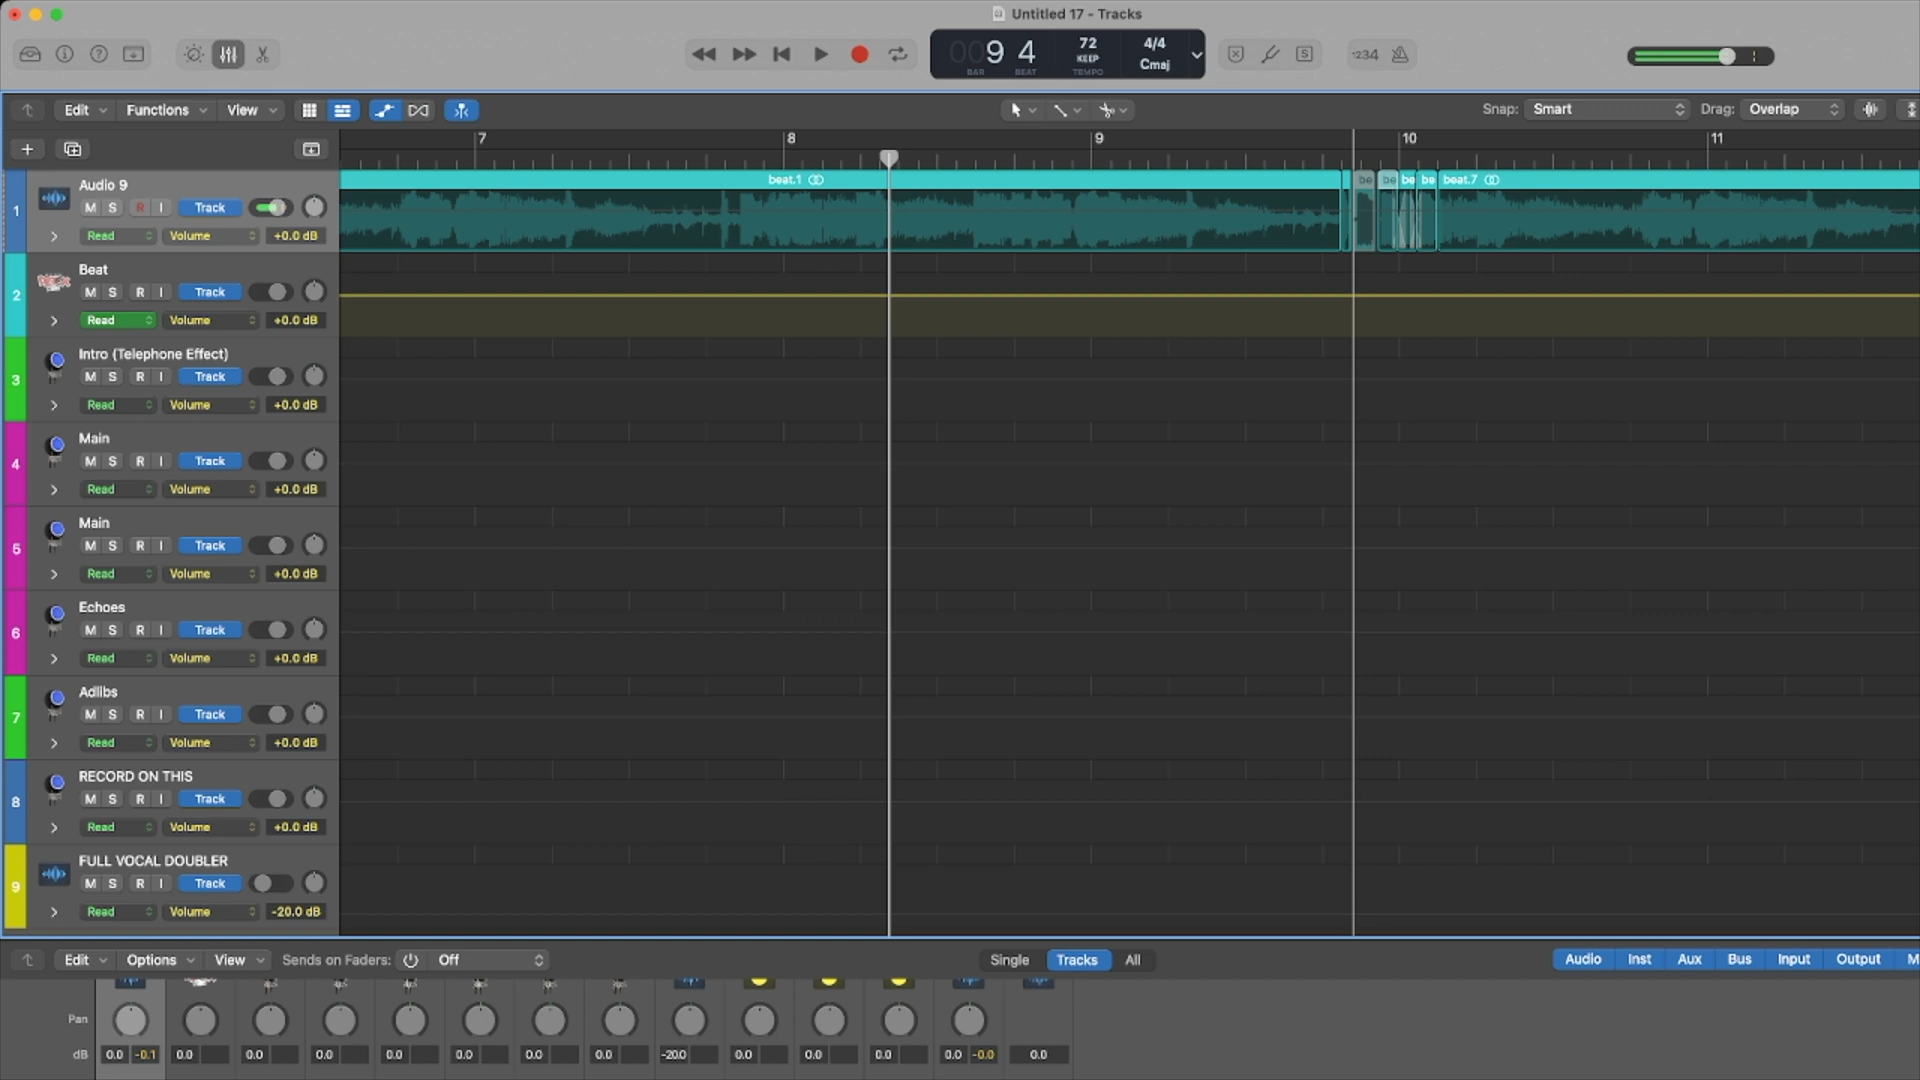 Untitled 17 - Tracks
009 4
BAR BEAT
72
KEEP
TEMPO
4/4
Cmaj
S
1234
Edit Functions View
Snap: Smart Drag: Overlap
7 8 9 10 11
beat.1 be be be be beat.7
1
Audio 9
M S R I Track
Read Volume +0.0 dB
2
Beat
M S R I Track
Read Volume +0.0 dB
3
Intro (Telephone Effect)
M S R I Track
Read Volume +0.0 dB
4
Main
M S R I Track
Read Volume +0.0 dB
5
Main
M S R I Track
Read Volume +0.0 dB
6
Echoes
M S R I Track
Read Volume +0.0 dB
7
Adlibs
M S R I Track
Read Volume +0.0 dB
8
RECORD ON THIS
M S R I Track
Read Volume +0.0 dB
9
FULL VOCAL DOUBLER
M S R I Track
Read Volume -20.0 dB
Edit Options View Sends on Faders: Off
Single Tracks All
Audio Inst Aux Bus Input Output M
Pan
dB 0.0 -0.1 0.0 0.0 0.0 0.0 0.0 0.0 0.0 -20.0 0.0 0.0 0.0 0.0 -0.0 0.0